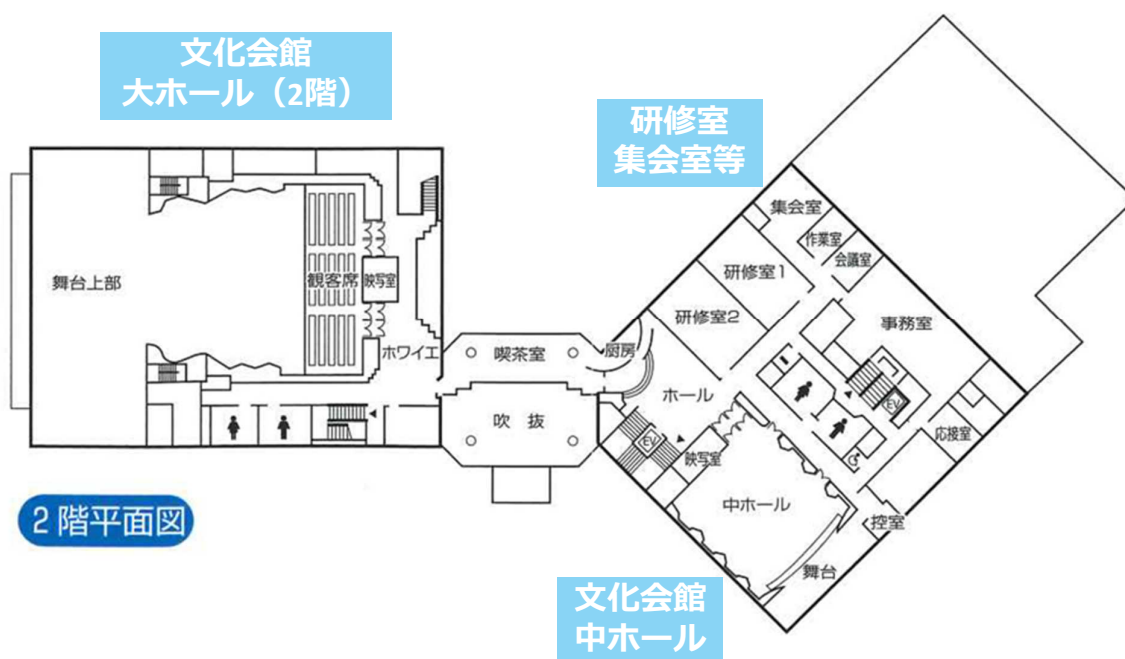 文化会館
大ホール（2階）
研修室
集会室等
集会室
作業室
会議室
研修室1
研修室2
事務室
舞台上部
観客席
映写室
ホワイエ
喫茶室
厨房
ホール
吹 抜
EV
EV
映写室
応接室
中ホール
控室
舞台
2階平面図
文化会館
中ホール